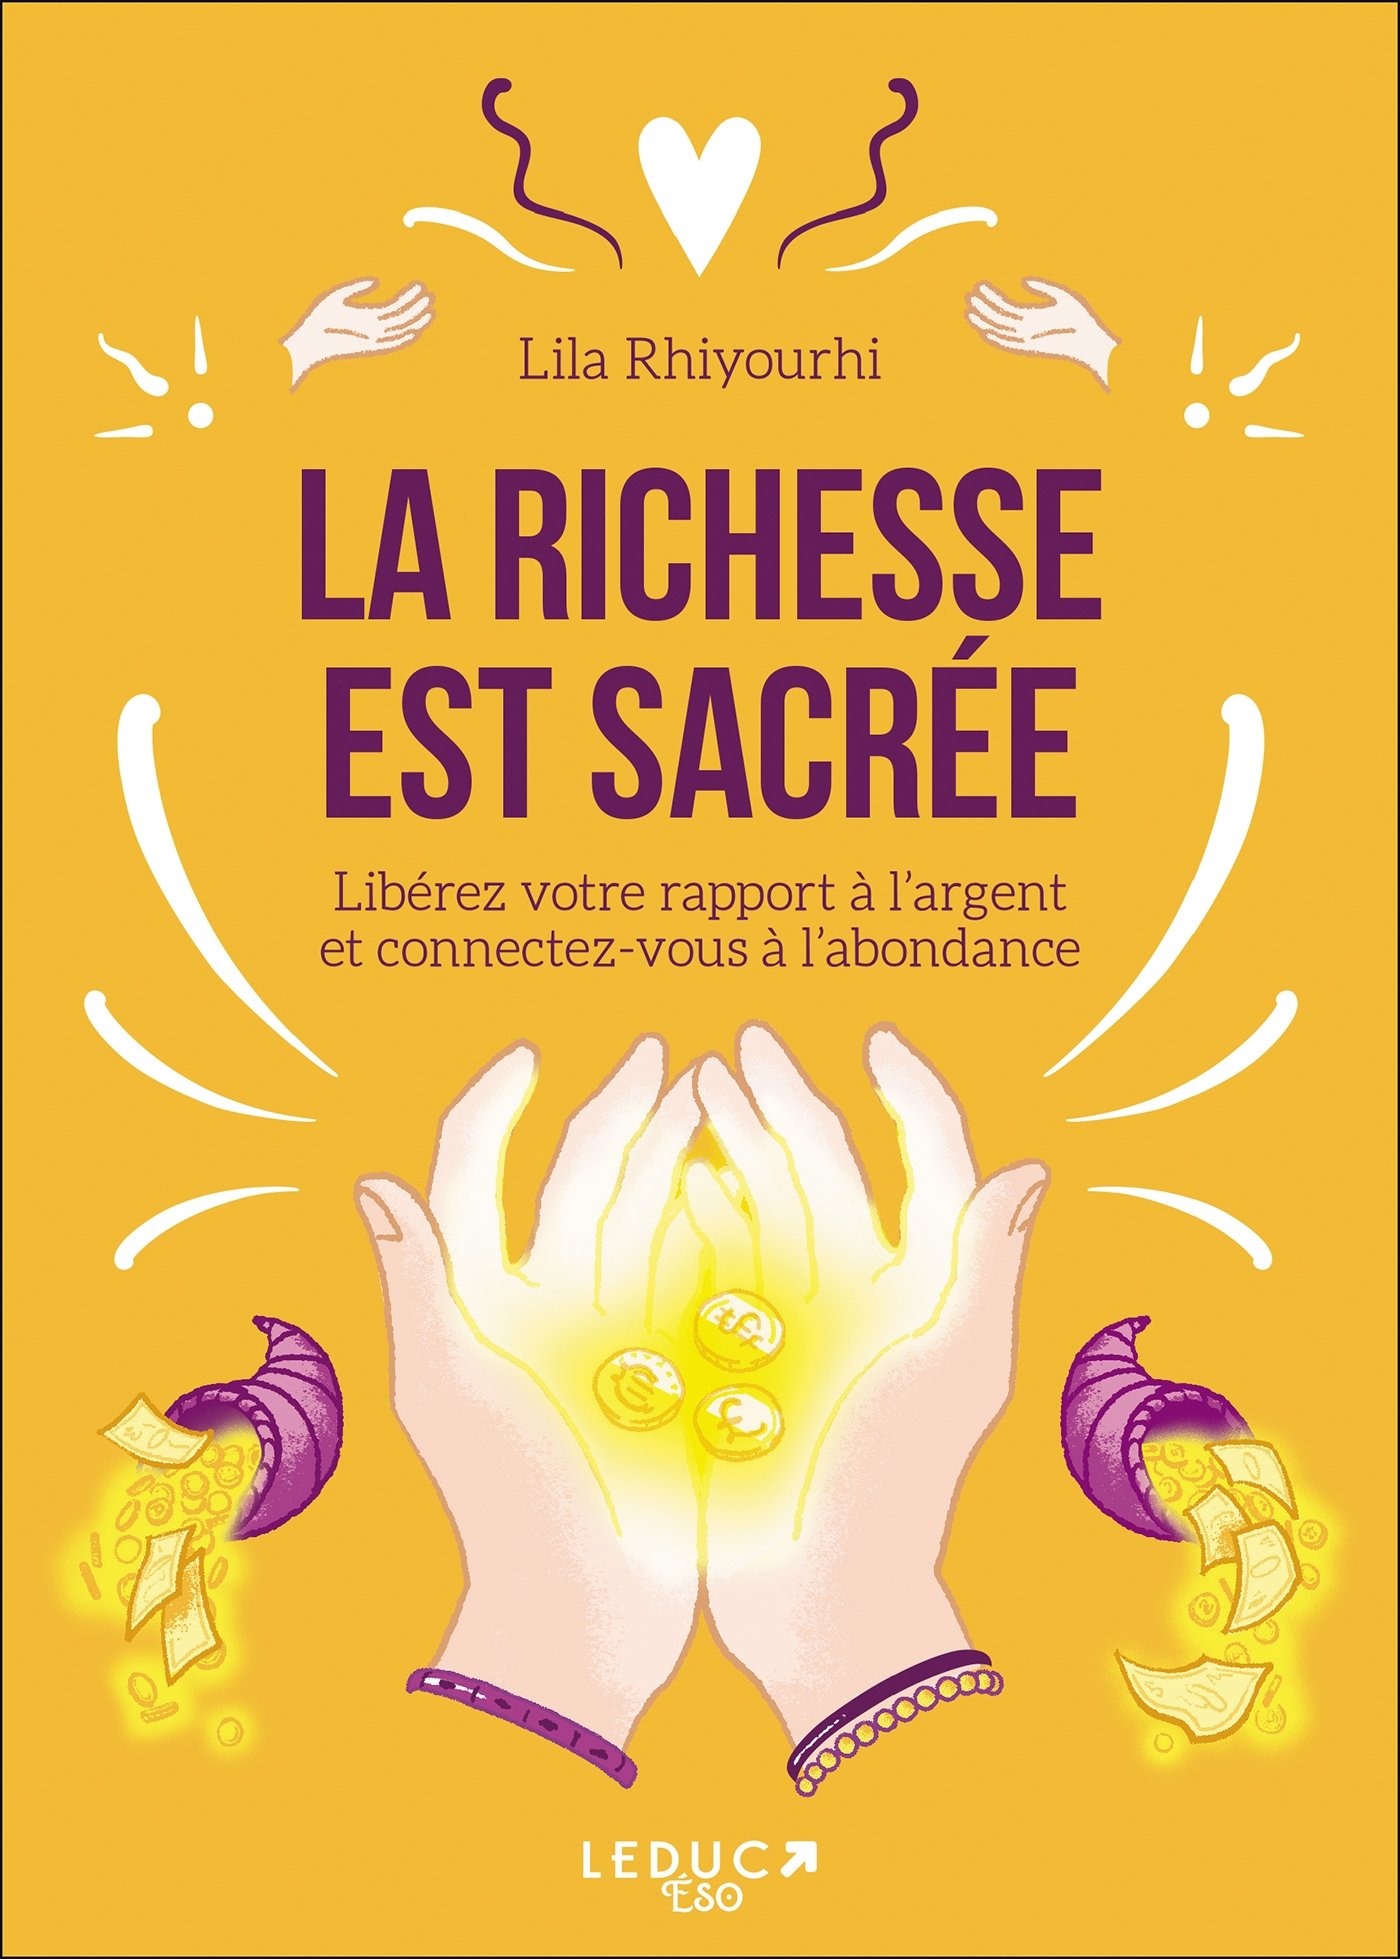 Lila Rhiyourhi
LA RICHESSE
EST SACRÉE
Libérez votre rapport à l’argent
et connectez-vous à l’abondance
LEDUC
Éso